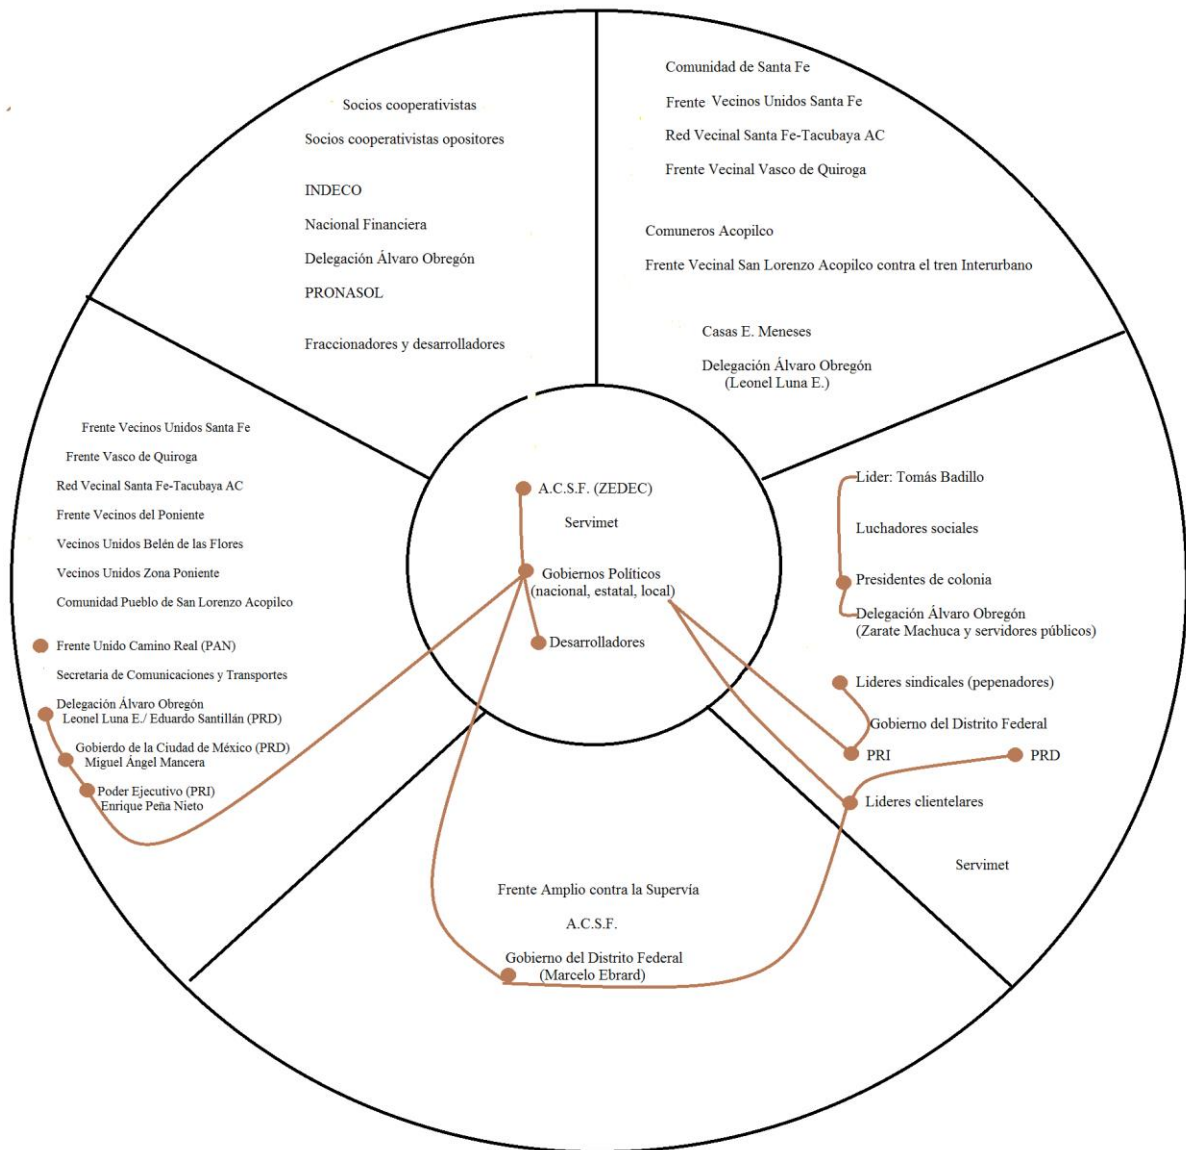 Socios cooperativistas
Socios cooperativistas opositores
INDECO
Nacional Financiera
Delegación Álvaro Obregón
PRONASOL
Fraccionadores y desarrolladores
Comunidad de Santa Fe
Frente Vecinos Unidos Santa Fe
Red Vecinal Santa Fe-Tacubaya AC
Frente Vecinal Vasco de Quiroga
Comuneros Acopilco
Frente Vecinal San Lorenzo Acopilco contra el tren Interurbano
Casas E. Meneses
Delegación Álvaro Obregón
(Leonel Luna E.)
Frente Vecinos Unidos Santa Fe
Frente Vasco de Quiroga
Red Vecinal Santa Fe-Tacubaya AC
Frente Vecinos del Poniente
Vecinos Unidos Belén de las Flores
Vecinos Unidos Zona Poniente
Comunidad Pueblo de San Lorenzo Acopilco
Frente Unido Camino Real (PAN)
Secretaria de Comunicaciones y Transportes
Delegación Álvaro Obregón
Leonel Luna E./ Eduardo Santillán (PRD)
Gobierdo de la Ciudad de México (PRD)
Miguel Ángel Mancera
Poder Ejecutivo (PRI)
Enrique Peña Nieto
A.C.S.F. (ZEDEC)
Servimet
Gobiernos Políticos
(nacional, estatal, local)
Desarrolladores
Lider: Tomás Badillo
Luchadores sociales
Presidentes de colonia
Delegación Álvaro Obregón
(Zarate Machuca y servidores públicos)
Lideres sindicales (pepenadores)
Gobierno del Distrito Federal
PRI
PRD
Lideres clientelares
Servimet
Frente Amplio contra la Supervía
A.C.S.F.
Gobierno del Distrito Federal
(Marcelo Ebrard)